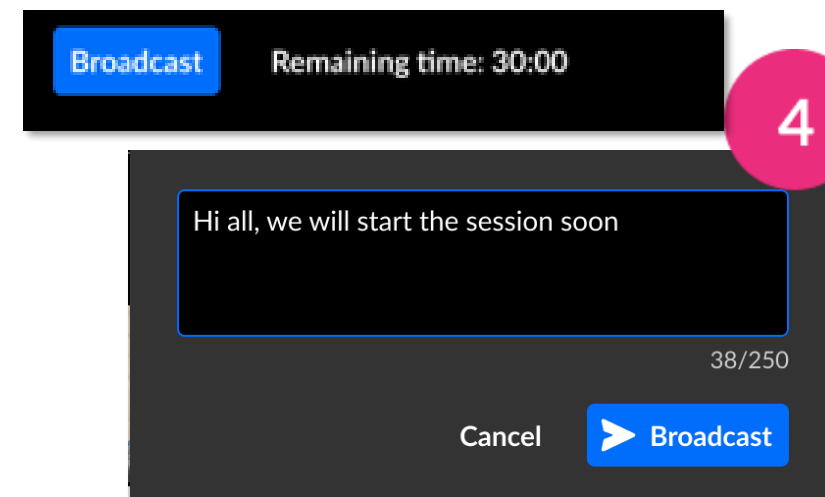 Broadcast Remaining time: 30:00
4
Hi all, we will start the session soon
38/250
Cancel Broadcast